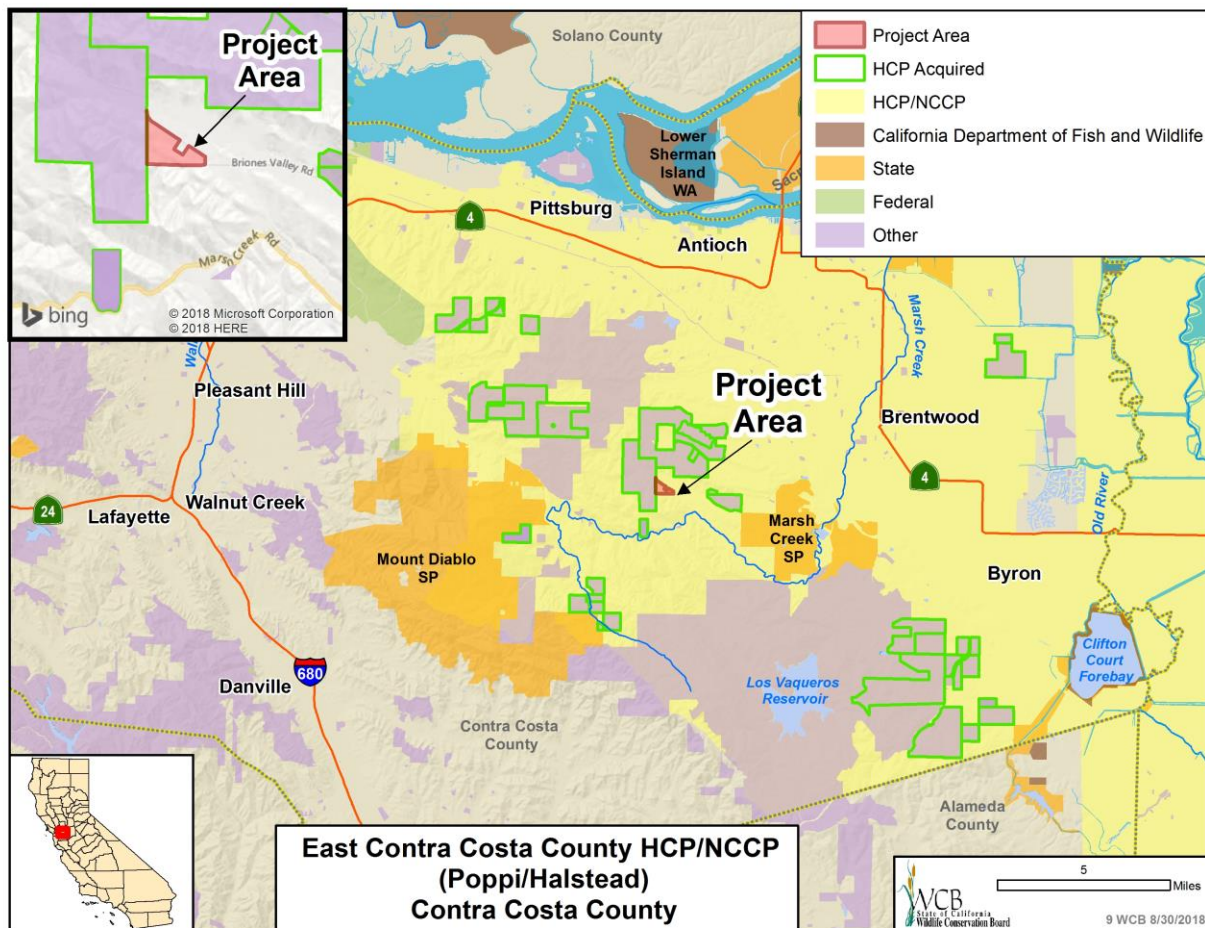 Project
Area
Briones Valley Rd
Marsh Creek Rd
bing
© 2018 Microsoft Corporation
© 2018 HERE
Project Area
HCP Acquired
HCP/NCCP
California Department of Fish and Wildlife
State
Federal
Other
Solano County
Lower
Sherman
Island
WA
Pittsburg
4
Antioch
Marsh Creek
Pleasant Hill
Project
Area
Brentwood
4
Old River
Walnut Creek
24
Lafayette
Mount Diablo
SP
Marsh
Creek
SP
Byron
680
Danville
Los Vaqueros
Reservoir
Clifton
Court
Forebay
Contra Costa
County
Alameda
County
East Contra Costa County HCP/NCCP
(Poppi/Halstead)
Contra Costa County
WCB
State of California
Wildlife Conservation Board
5
Miles
9 WCB 8/30/2018